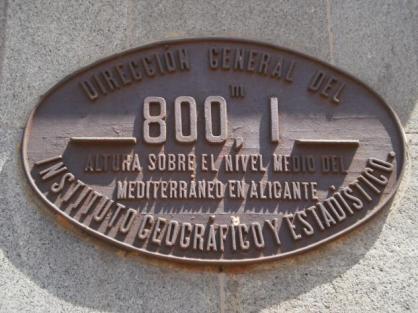 DIRECCIÓN GENERAL DEL
800,1
m
ALTURA SOBRE EL NIVEL MEDIO DEL
MEDITERRÁNEO EN ALICANTE
INSTITUTO GEOGRÁFICO Y ESTADÍSTICO.